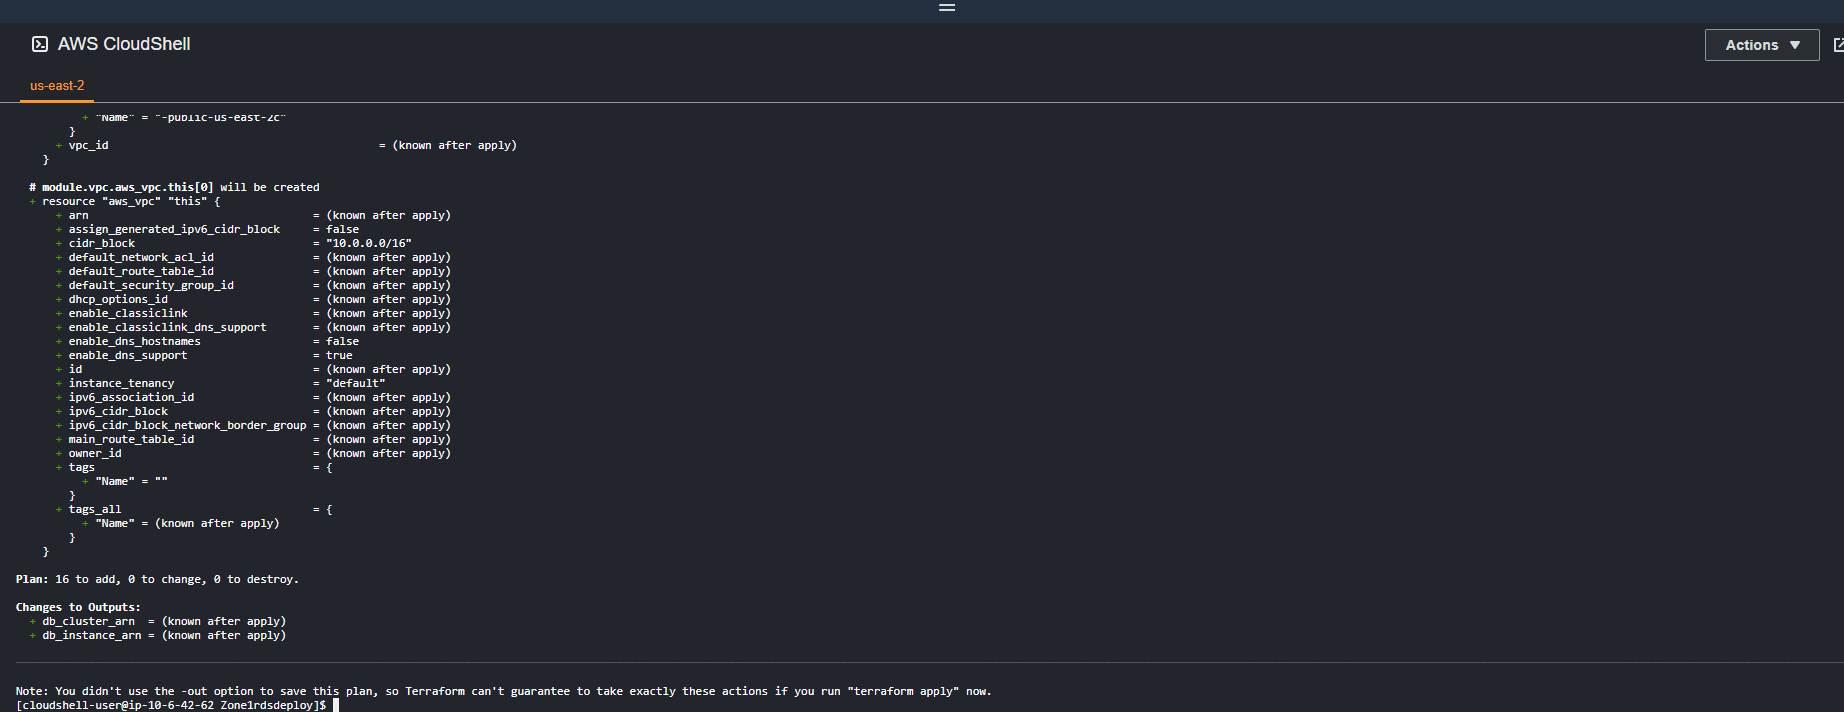 AWS CloudShell
Actions ▼
us-east-2
+ "Name" = "-public-us-east-2c"
}
+ vpc_id = (known after apply)
}
# module.vpc.aws_vpc.this[0] will be created
+ resource "aws_vpc" "this" {
+ arn = (known after apply)
+ assign_generated_ipv6_cidr_block = false
+ cidr_block = "10.0.0.0/16"
+ default_network_acl_id = (known after apply)
+ default_route_table_id = (known after apply)
+ default_security_group_id = (known after apply)
+ dhcp_options_id = (known after apply)
+ enable_classiclink = (known after apply)
+ enable_classiclink_dns_support = (known after apply)
+ enable_dns_hostnames = false
+ enable_dns_support = true
+ id = (known after apply)
+ instance_tenancy = "default"
+ ipv6_association_id = (known after apply)
+ ipv6_cidr_block = (known after apply)
+ ipv6_cidr_block_network_border_group = (known after apply)
+ main_route_table_id = (known after apply)
+ owner_id = (known after apply)
+ tags = {
+ "Name" = ""
}
+ tags_all = {
+ "Name" = (known after apply)
}
}
Plan: 16 to add, 0 to change, 0 to destroy.
Changes to Outputs:
+ db_cluster_arn = (known after apply)
+ db_instance_arn = (known after apply)
Note: You didn't use the -out option to save this plan, so Terraform can't guarantee to take exactly these actions if you run "terraform apply" now.
[cloudshell-user@ip-10-6-42-62 Zone1rdsdeploy]$